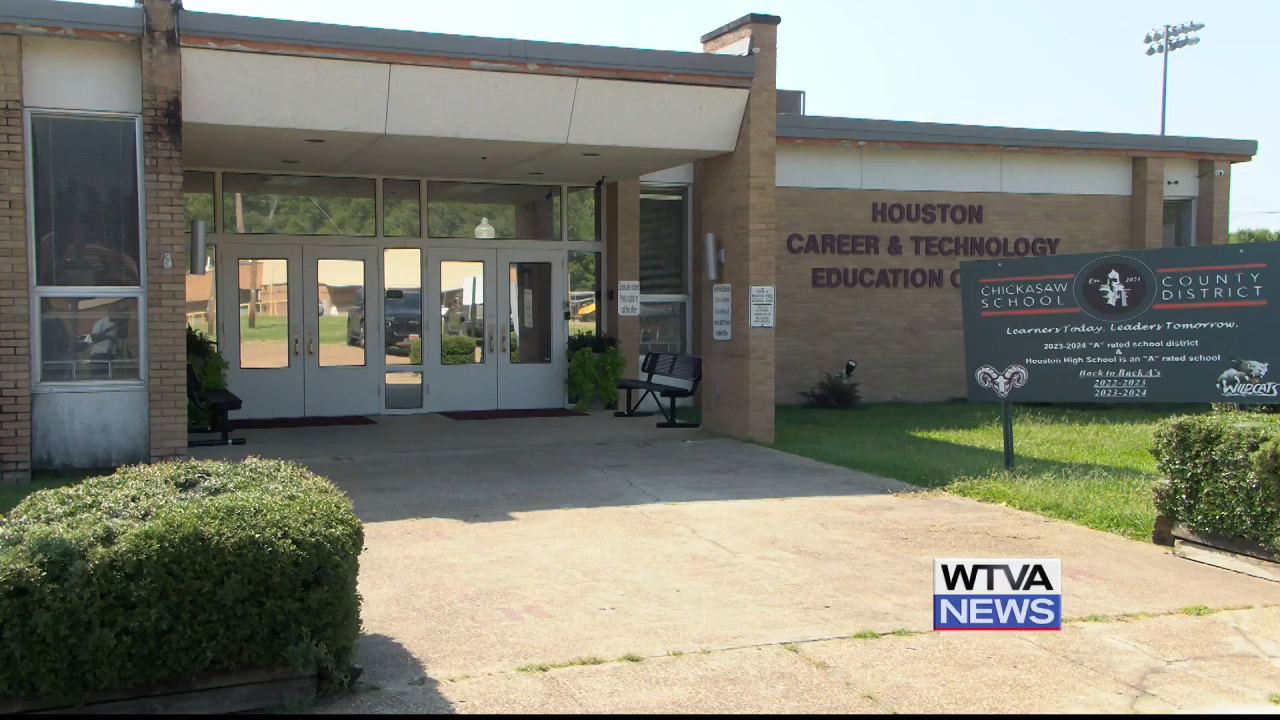 HOUSTON
CAREER & TECHNOLOGY
EDUCATION C
CHICKASAW
SCHOOL
Est. 2021
COUNTY
DISTRICT
Learners Today. Leaders Tomorrow.
2023-2024 "A" rated school district
&
Houston High School is an "A" rated school
Back to Back A's
2022-2023
2023-2024
WILDCATS
WTVA
NEWS